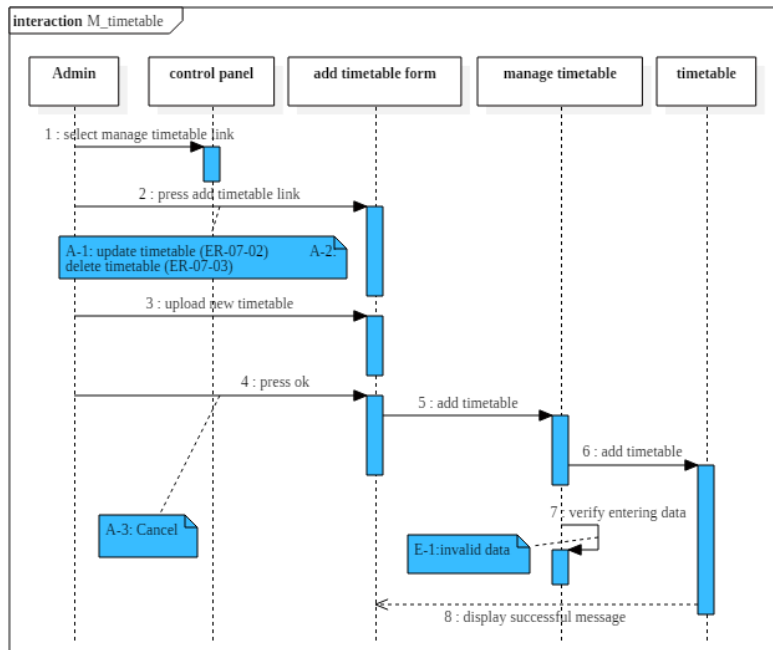 interaction M_timetable
Admin
control panel
add timetable form
manage timetable
timetable
1 : select manage timetable link
2 : press add timetable link
A-1: update timetable (ER-07-02) A-2:
delete timetable (ER-07-03)
3 : upload new timetable
4 : press ok
5 : add timetable
6 : add timetable
7 : verify entering data
A-3: Cancel
E-1:invalid data
8 : display successful message